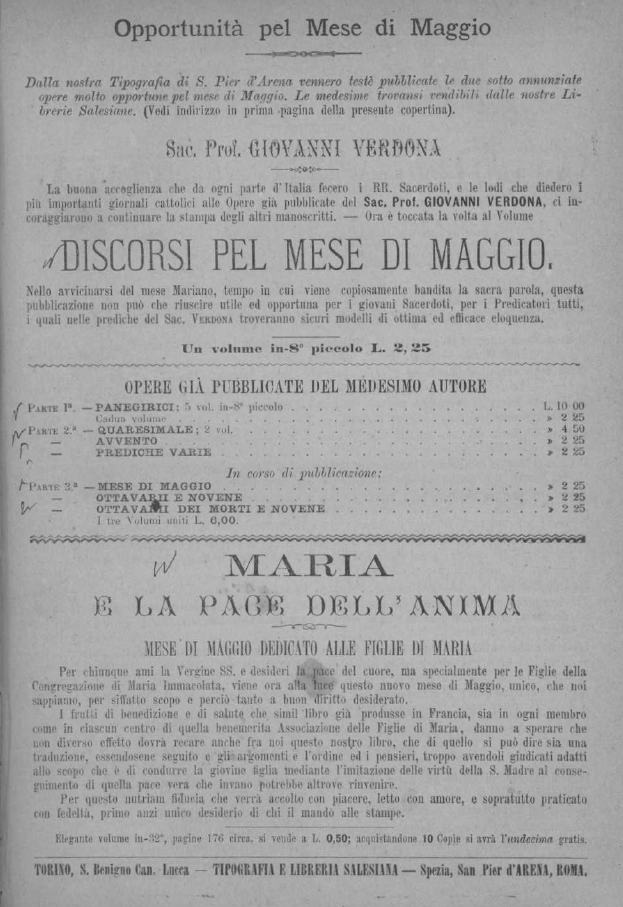 Opportunità pel Mese di Maggio
Dalla nostra Tipografia di S. Pier d'Arena vennero testè pubblicate le due sotto annunziate
opere molto opportune pel mese di Maggio. Le medesime trovansi vendibili dalle nostre Li-
brerie Salesiane. (Vedi indirizzo in prima pagina della presente copertina).
Sac. Prof. GIOVANNI VERDONA
La buona accoglienza che da ogni parte d'Italia fecero i RR. Sacerdoti, e le lodi che diedero i
più importanti giornali cattolici alle Opere già pubblicate del Sac. Prof. GIOVANNI VERDONA, ci in-
coraggiarono a continuare la stampa degli altri manoscritti. — Ora è toccata la volta al Volume
DISCORSI PEL MESE DI MAGGIO.
Nello avvicinarsi del mese Mariano, tempo in cui viene copiosamente bandita la sacra parola, questa
pubblicazione non può che riuscire utile ed opportuna per i giovani Sacerdoti, per i Predicatori tutti,
i quali nelle prediche del Sac. VERDONA troveranno sicuri modelli di ottima ed efficace eloquenza.
Un volume in-8° piccolo L. 2, 25
OPERE GIÀ PUBBLICATE DEL MEDESIMO AUTORE
PARTE 1ª. — PANEGIRICI; 5 vol. in-8° piccolo . . . . . L. 10 00
Cadun volume . . . . . » 2 25
PARTE 2.ª — QUARESIMALE; 2 vol. . . . . . » 4 50
— AVVENTO . . . . . » 2 25
— PREDICHE VARIE . . . . . » 2 25
In corso di pubblicazione:
PARTE 3.ª — MESE DI MAGGIO . . . . . » 2 25
— OTTAVARII E NOVENE . . . . . » 2 25
— OTTAVARII DEI MORTI E NOVENE . . . . . » 2 25
I tre Volumi uniti L. 6,00.
MARIA
E LA PACE DELL'ANIMA
MESE DI MAGGIO DEDICATO ALLE FIGLIE DI MARIA
Per chiunque ami la Vergine SS. e desideri la pace del cuore, ma specialmente per le Figlie della
Congregazione di Maria Immacolata, viene ora alla luce questo nuovo mese di Maggio, unico, che noi
sappiamo, per siffatto scopo e perciò tanto a buon diritto desiderato.
I frutti di benedizione e di salute che simil libro già produsse in Francia, sia in ogni membro
come in ciascun centro di quella benemerita Associazione delle Figlie di Maria, danno a sperare che
non diverso effetto dovrà recare anche fra noi questo nostro libro, che di quello si può dire sia una
traduzione, essendosene seguito e gli argomenti e l'ordine ed i pensieri, troppo avendoli giudicati adatti
allo scopo che è di condurre la giovine figlia mediante l'imitazione delle virtù della S. Madre al conse-
guimento di quella pace vera che invano potrebbe altrove rinvenire.
Per questo nutriam fiducia che verrà accolto con piacere, letto con amore, e sopratutto praticato
con fedeltà, primo anzi unico desiderio di chi il mandò alle stampe.
Elegante volume in-32°, pagine 176 circa, si vende a L. 0,50; acquistandone 10 Copie si avrà l'undecima gratis.
TORINO, S. Benigno Can. Lucca — TIPOGRAFIA E LIBRERIA SALESIANA — Spezia, San Pier d'ARENA, ROMA.